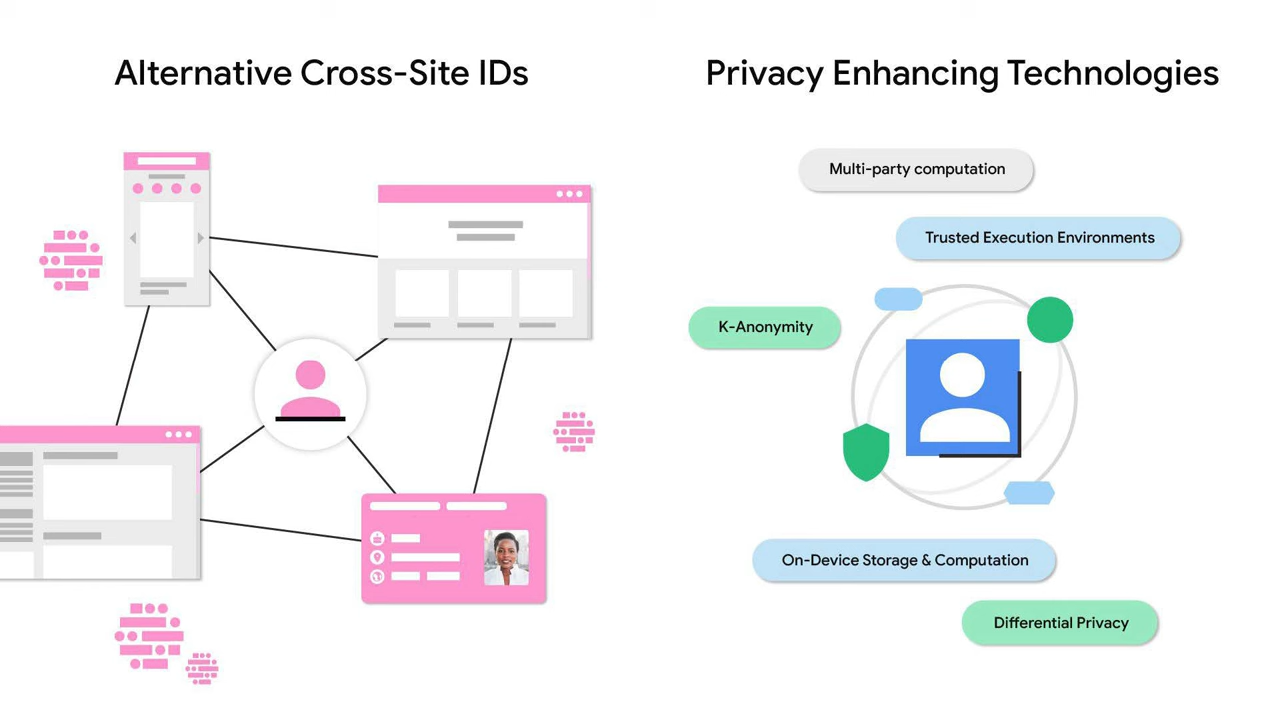 Alternative Cross-Site IDs
Privacy Enhancing Technologies
Multi-party computation
Trusted Execution Environments
K-Anonymity
On-Device Storage & Computation
Differential Privacy